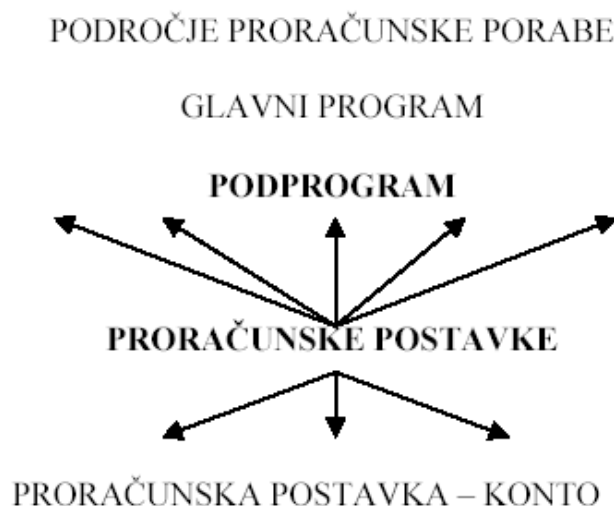 PODROČJE PRORAČUNSKE PORABE
GLAVNI PROGRAM
PODPROGRAM
PRORAČUNSKE POSTAVKE
PRORAČUNSKA POSTAVKA – KONTO